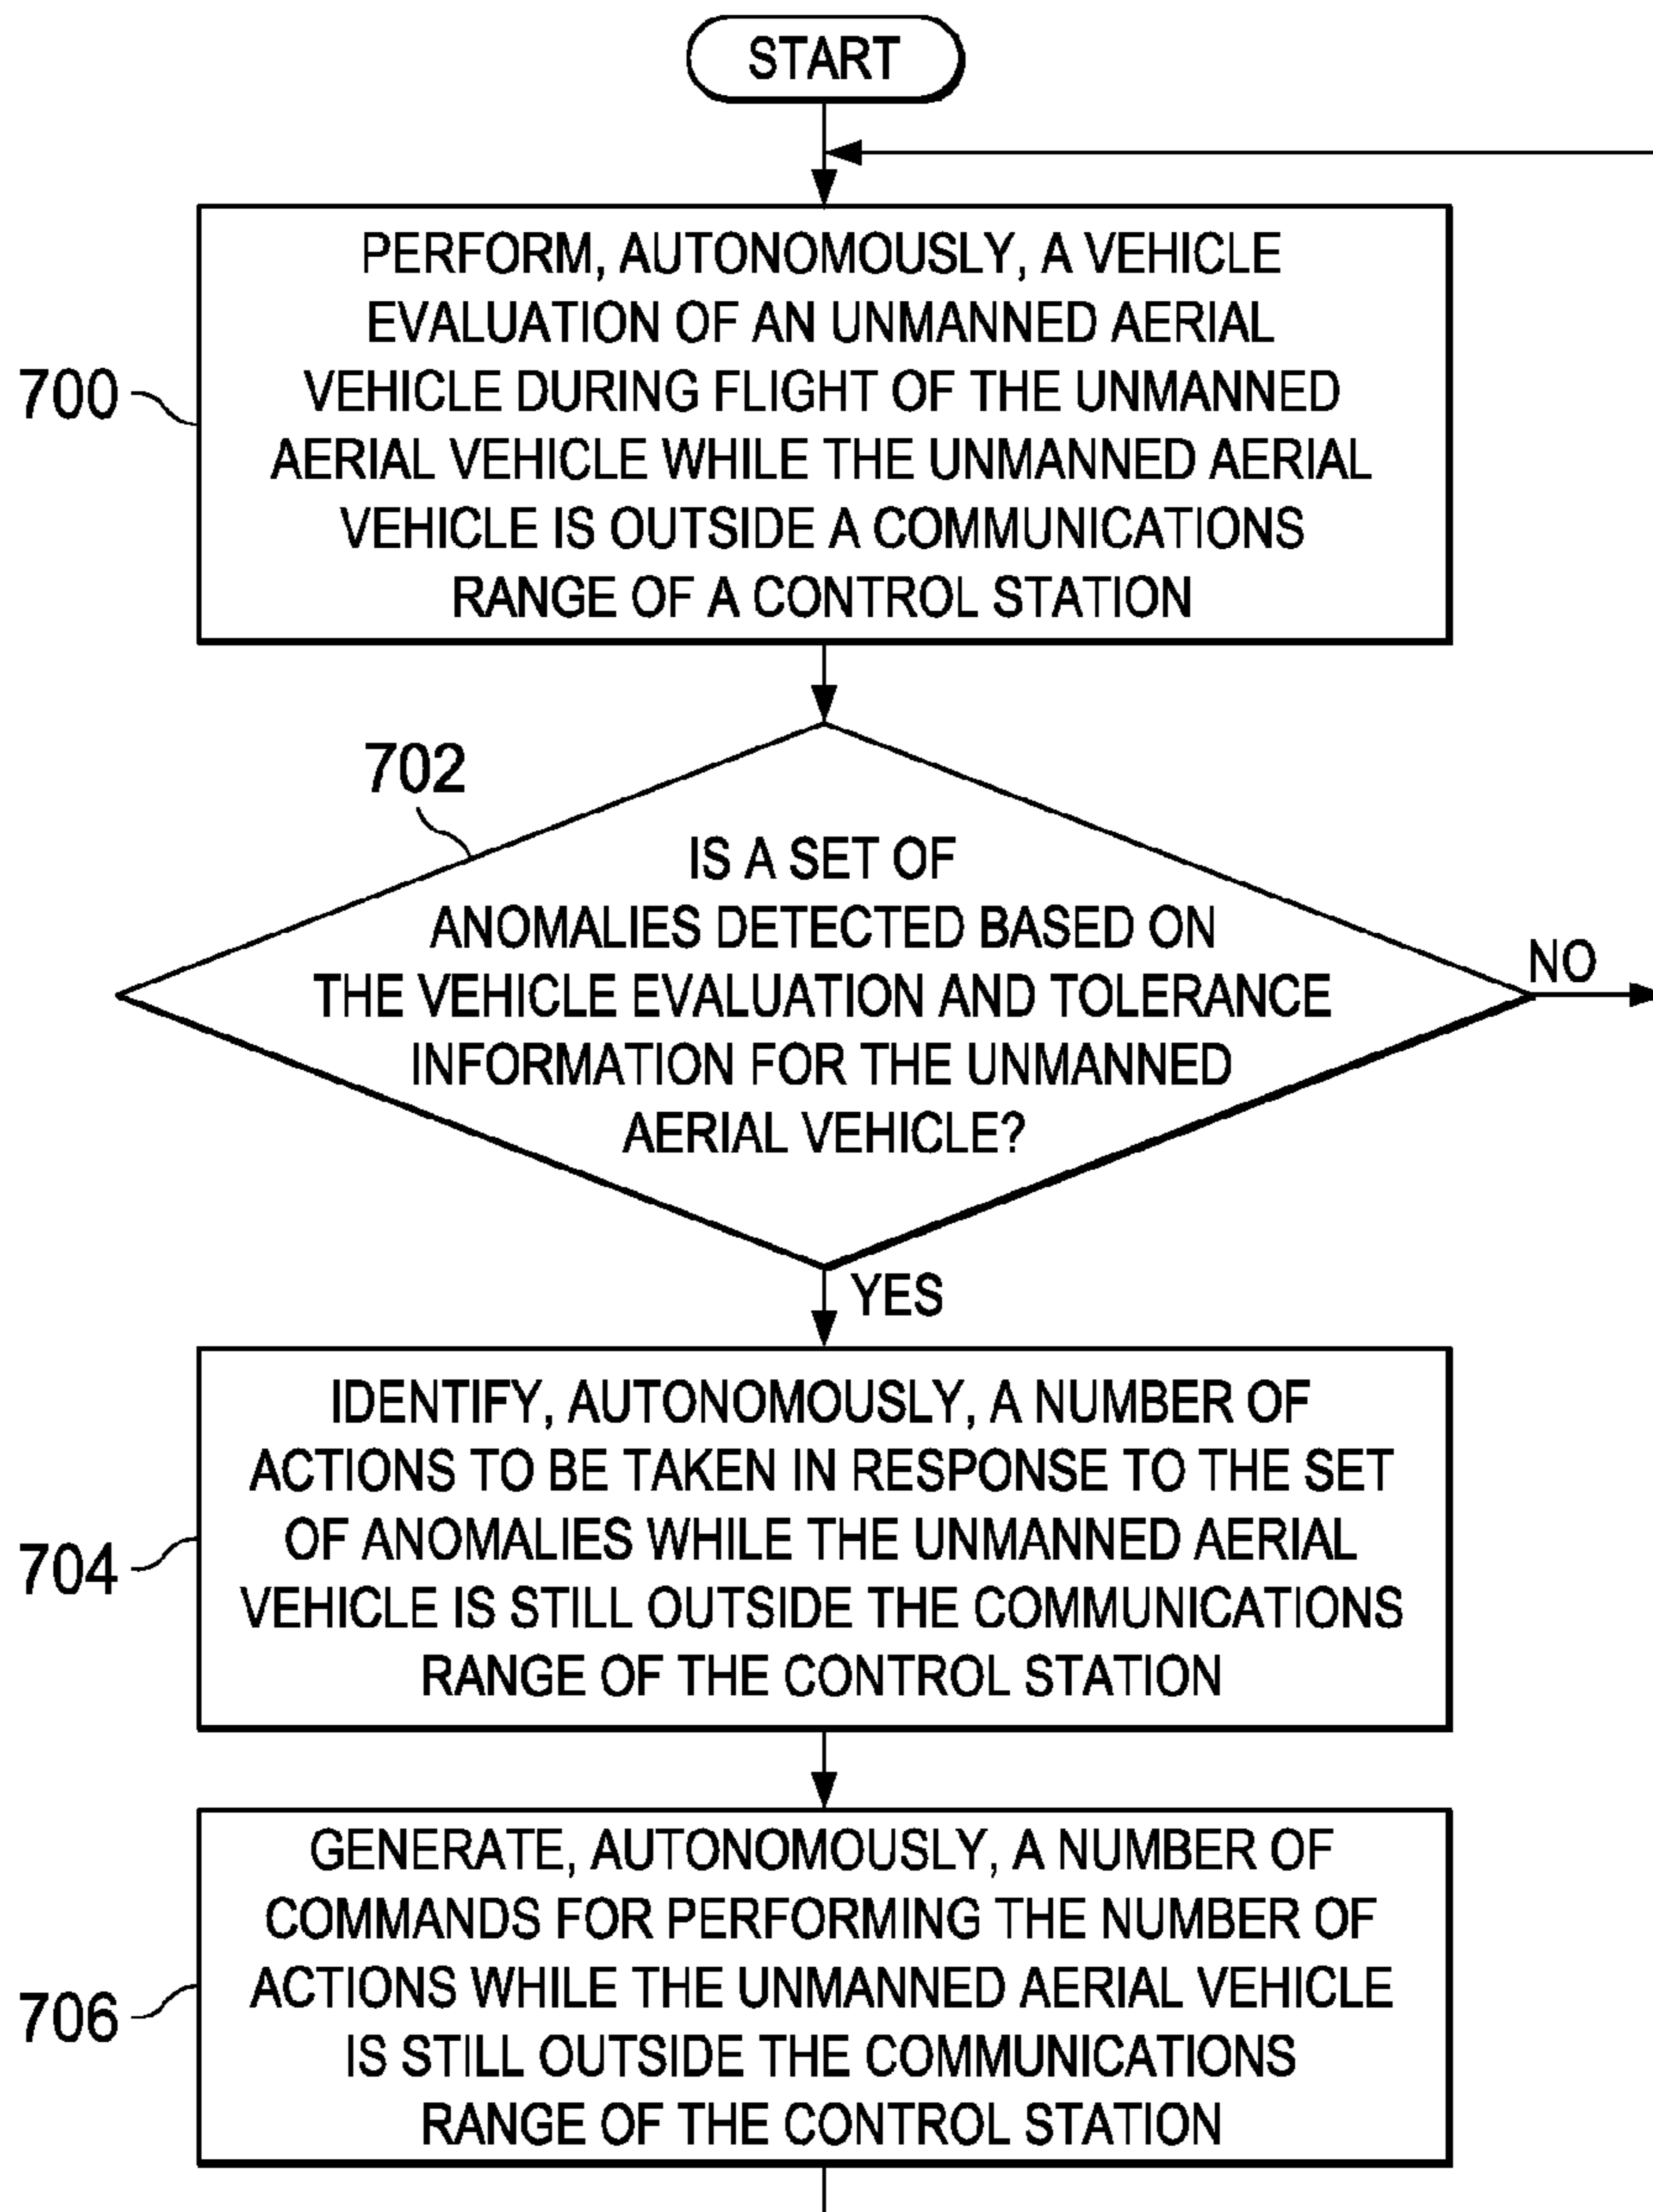 START
PERFORM, AUTONOMOUSLY, A VEHICLE
EVALUATION OF AN UNMANNED AERIAL
VEHICLE DURING FLIGHT OF THE UNMANNED
AERIAL VEHICLE WHILE THE UNMANNED AERIAL
VEHICLE IS OUTSIDE A COMMUNICATIONS
RANGE OF A CONTROL STATION
700
702
IS A SET OF
ANOMALIES DETECTED BASED ON
THE VEHICLE EVALUATION AND TOLERANCE
INFORMATION FOR THE UNMANNED
AERIAL VEHICLE?
NO
YES
IDENTIFY, AUTONOMOUSLY, A NUMBER OF
ACTIONS TO BE TAKEN IN RESPONSE TO THE SET
OF ANOMALIES WHILE THE UNMANNED AERIAL
VEHICLE IS STILL OUTSIDE THE COMMUNICATIONS
RANGE OF THE CONTROL STATION
704
GENERATE, AUTONOMOUSLY, A NUMBER OF
COMMANDS FOR PERFORMING THE NUMBER OF
ACTIONS WHILE THE UNMANNED AERIAL VEHICLE
IS STILL OUTSIDE THE COMMUNICATIONS
RANGE OF THE CONTROL STATION
706